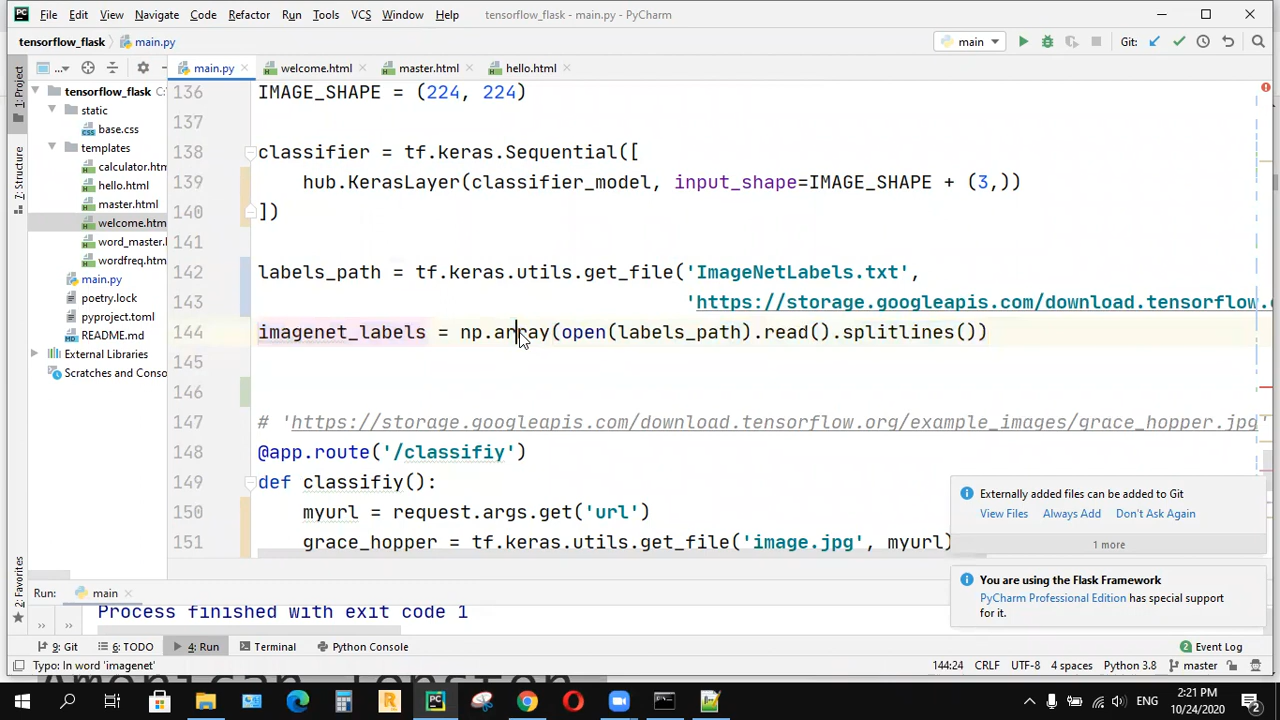 File Edit View Navigate Code Refactor Run Tools VCS Window Help tensorflow_flask - main.py - PyCharm
tensorflow_flask main.py main Git:
main.py welcome.html master.html hello.html
1: Project
7: Structure
2: Favorites
tensorflow_flask C:
static
base.css
templates
calculator.htm
hello.html
master.html
welcome.htm
word_master.
wordfreq.html
main.py
poetry.lock
pyproject.toml
README.md
External Libraries
Scratches and Conso
136 IMAGE_SHAPE = (224, 224)
137
138 classifier = tf.keras.Sequential([
139 hub.KerasLayer(classifier_model, input_shape=IMAGE_SHAPE + (3,))
140 ])
141
142 labels_path = tf.keras.utils.get_file('ImageNetLabels.txt',
143 'https://storage.googleapis.com/download.tensorflow.
144 imagenet_labels = np.array(open(labels_path).read().splitlines())
145
146
147 # 'https://storage.googleapis.com/download.tensorflow.org/example_images/grace_hopper.jpg'
148 @app.route('/classifiy')
149 def classifiy():
150 myurl = request.args.get('url')
151 grace_hopper = tf.keras.utils.get_file('image.jpg', myurl)
Externally added files can be added to Git
View Files Always Add Don't Ask Again
1 more
You are using the Flask Framework
PyCharm Professional Edition has special support
for it.
Run: main
Process finished with exit code 1
9: Git 6: TODO 4: Run Terminal Python Console 2 Event Log
Typo: In word 'imagenet' 144:24 CRLF UTF-8 4 spaces Python 3.8 master
ENG 2:21 PM
10/24/2020 2